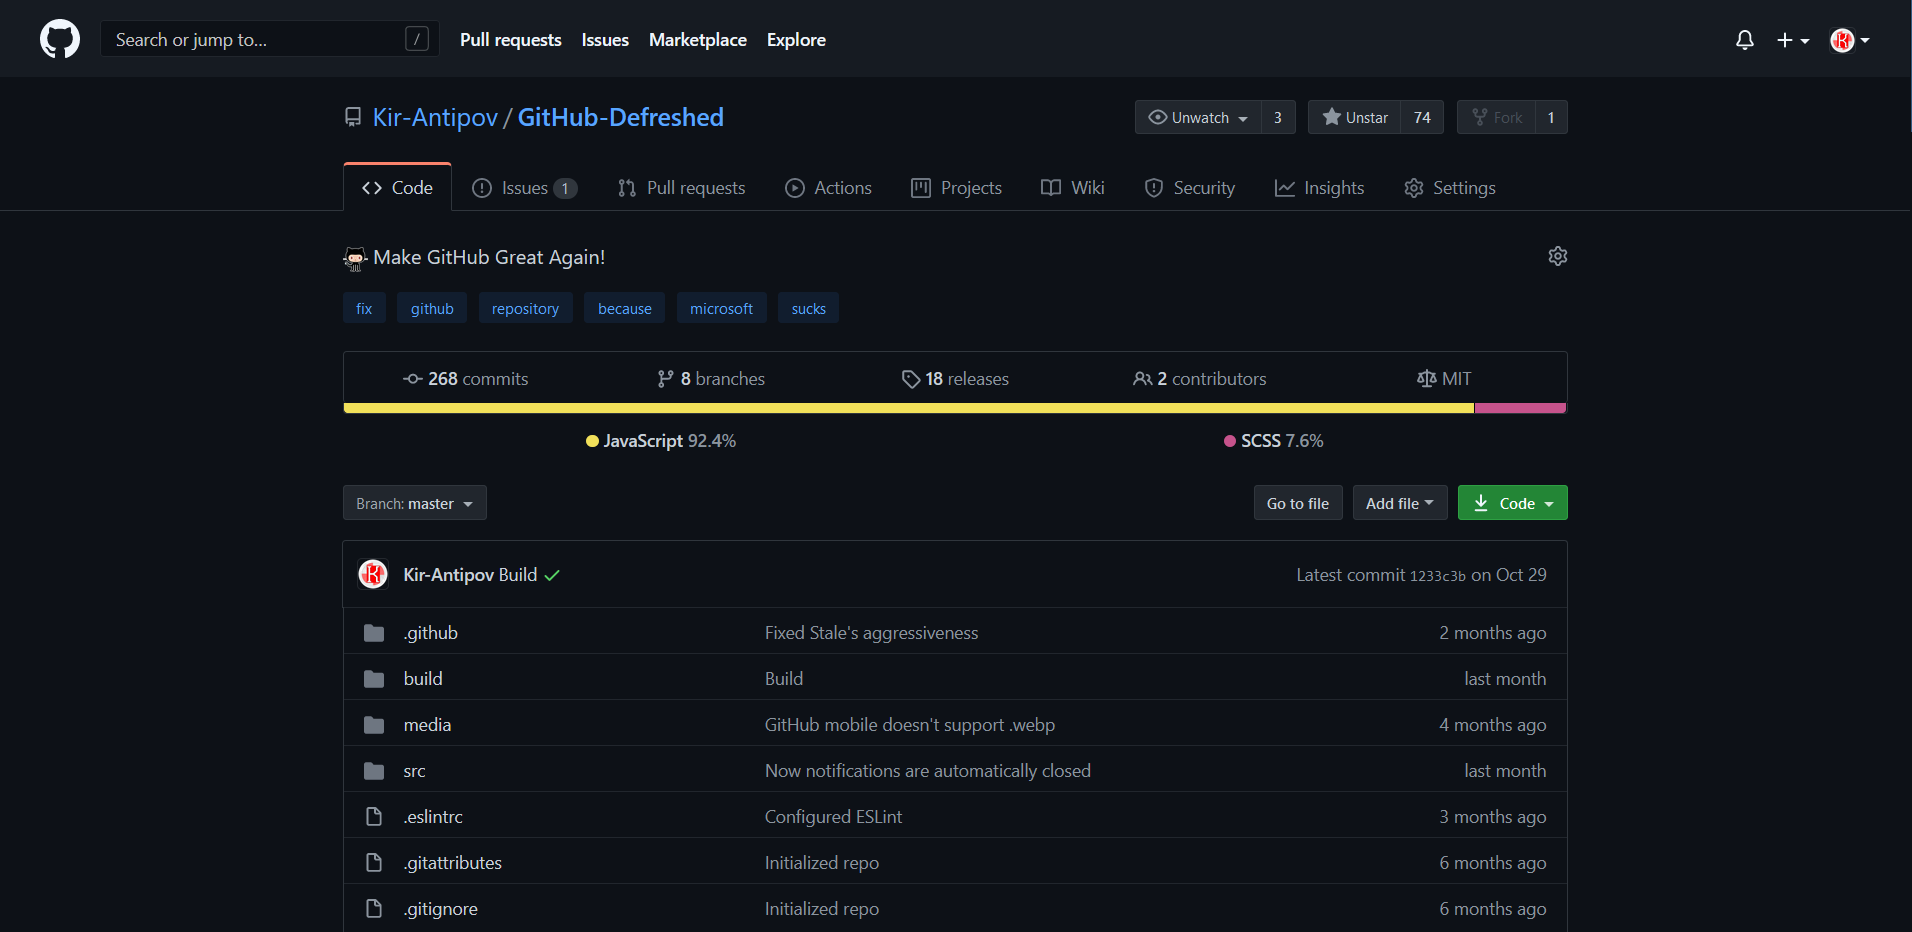 Search or jump to... / Pull requests Issues Marketplace Explore
Kir-Antipov / GitHub-Defreshed Unwatch 3 Unstar 74 Fork 1
Code Issues 1 Pull requests Actions Projects Wiki Security Insights Settings
Make GitHub Great Again!
fix github repository because microsoft sucks
268 commits 8 branches 18 releases 2 contributors MIT
JavaScript 92.4% SCSS 7.6%
Branch: master Go to file Add file Code
Kir-Antipov Build Latest commit 1233c3b on Oct 29
.github Fixed Stale's aggressiveness 2 months ago
build Build last month
media GitHub mobile doesn't support .webp 4 months ago
src Now notifications are automatically closed last month
.eslintrc Configured ESLint 3 months ago
.gitattributes Initialized repo 6 months ago
.gitignore Initialized repo 6 months ago